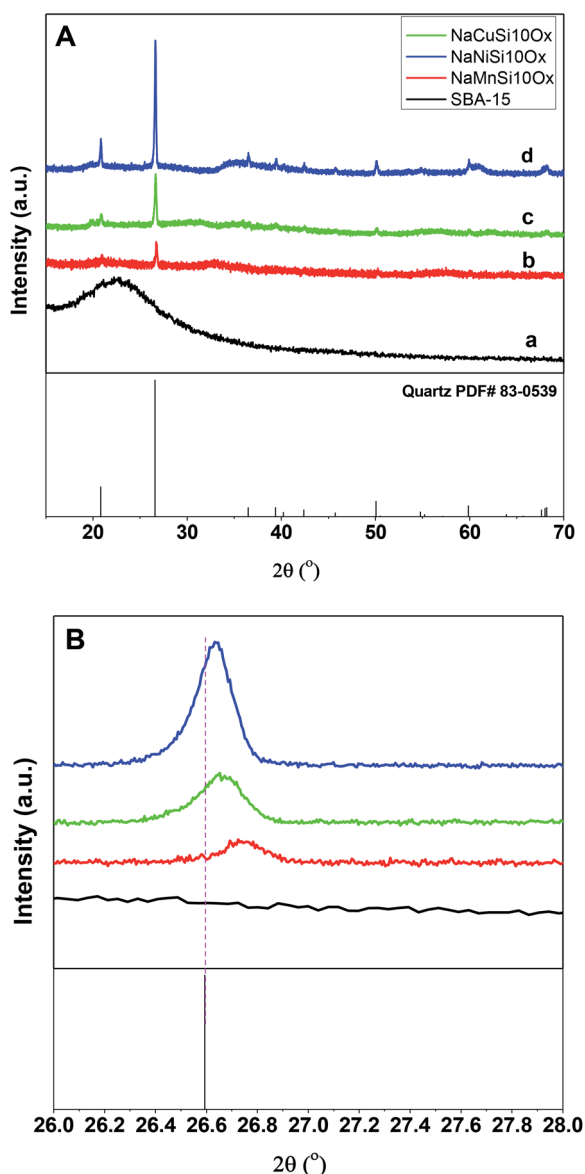 A
NaCuSi10Ox
NaNiSi10Ox
NaMnSi10Ox
SBA-15
d
c
b
a
Intensity (a.u.)
Quartz PDF# 83-0539
20 30 40 50 60 70
2θ (°)
B
Intensity (a.u.)
26.0 26.2 26.4 26.6 26.8 27.0 27.2 27.4 27.6 27.8 28.0
2θ (°)